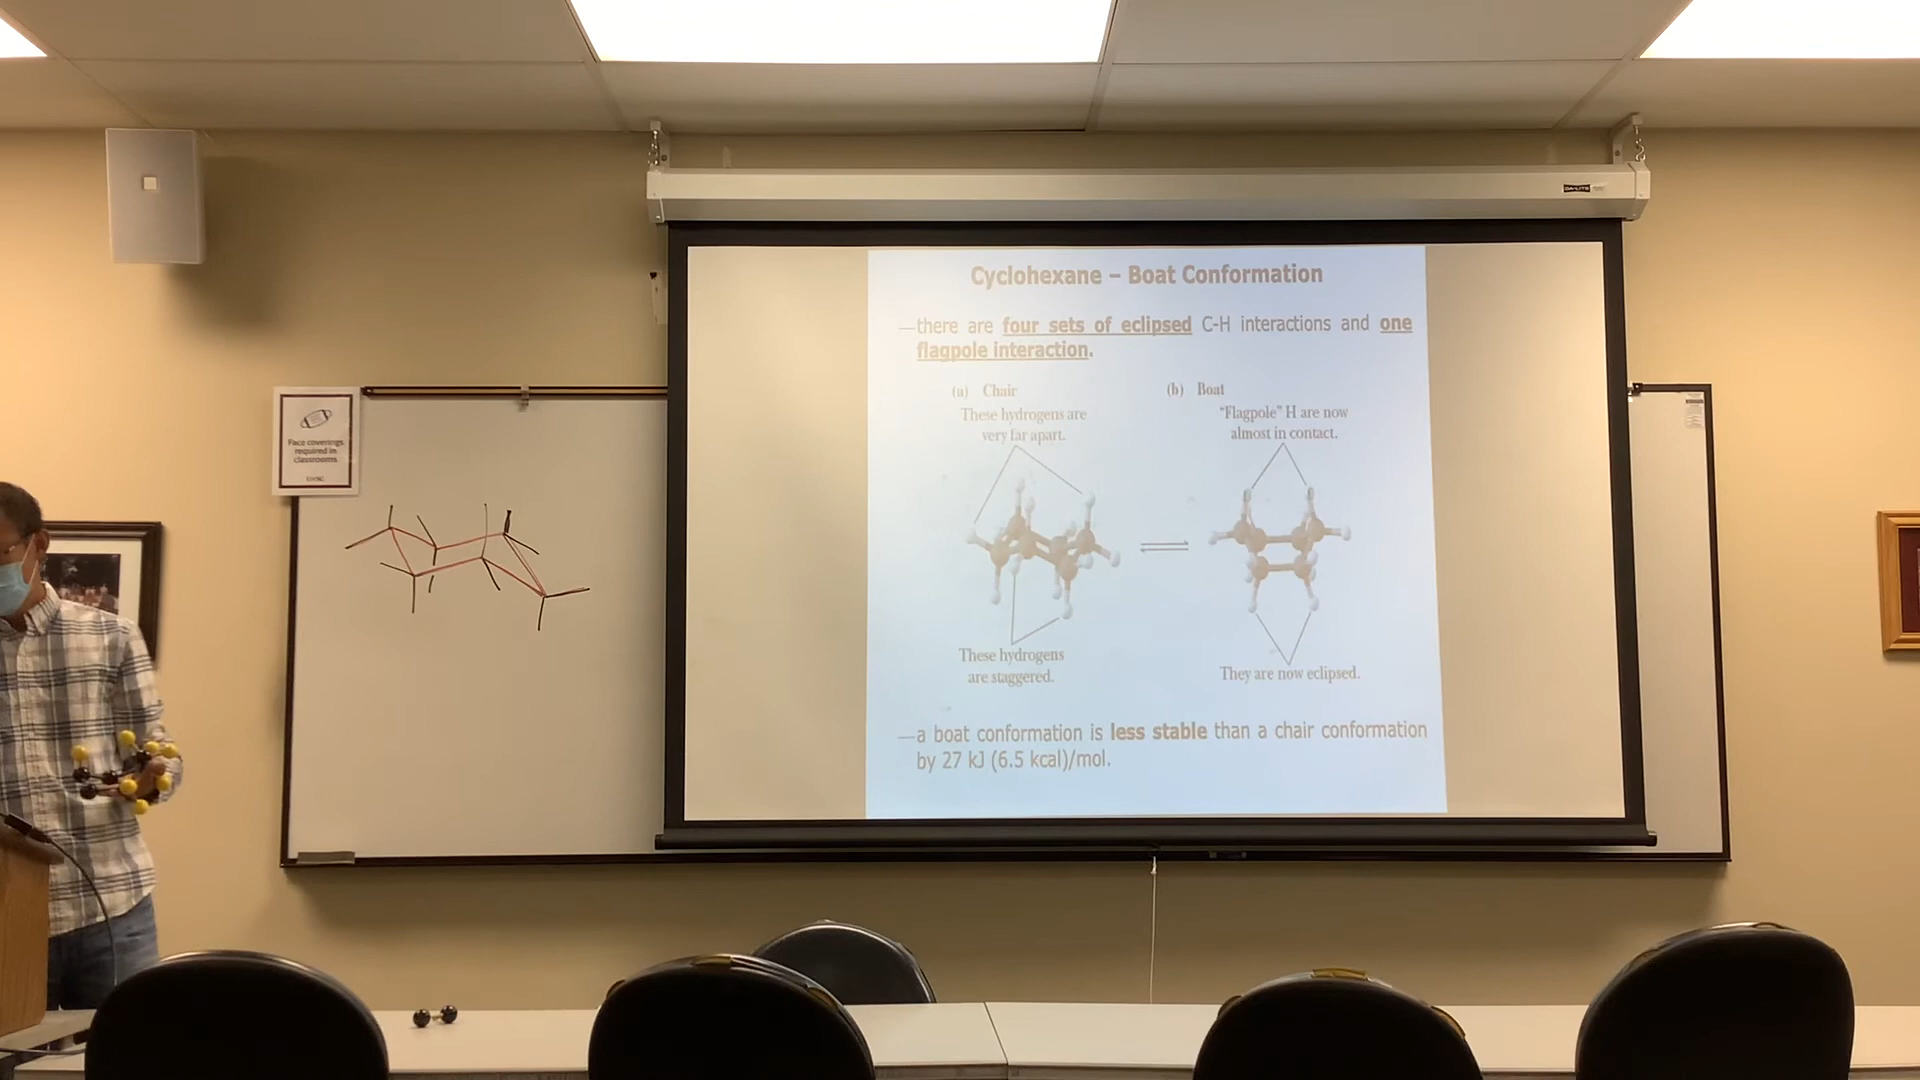 DA-LITE
Cyclohexane – Boat Conformation
—there are four sets of eclipsed C-H interactions and one
flagpole interaction.
(a) Chair
These hydrogens are
very far apart.
(b) Boat
"Flagpole" H are now
almost in contact.
These hydrogens
are staggered.
They are now eclipsed.
—a boat conformation is less stable than a chair conformation
by 27 kJ (6.5 kcal)/mol.
Face coverings
required in
classrooms